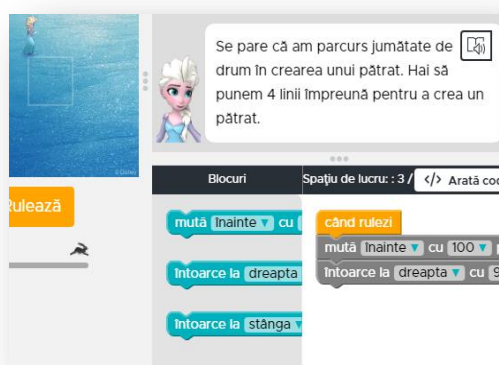 Se pare că am parcurs jumătate de
drum în crearea unui pătrat. Hai să
punem 4 linii împreună pentru a crea un
pătrat.
©Disney
Rulează
Blocuri
Spațiu de lucru: : 3 /
</> Arată
mută înainte ▼ cu
întoarce la dreapta
întoarce la stânga ▼
când rulezi
mută înainte ▼ cu 100 ▼
întoarce la dreapta ▼ cu